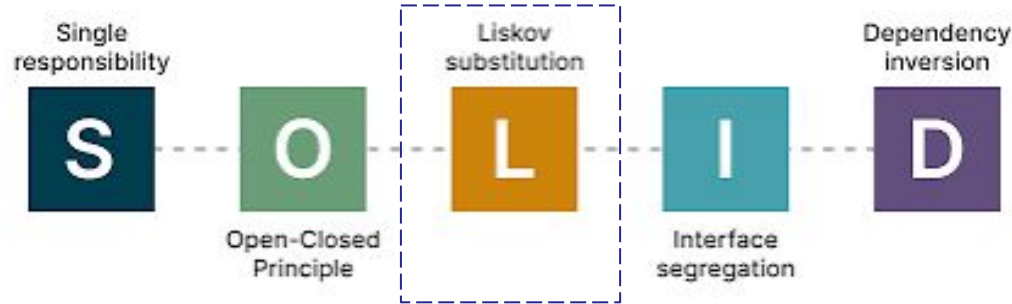 Single
responsibility
S
O
Open-Closed
Principle
Liskov
substitution
L
I
Interface
segregation
Dependency
inversion
D